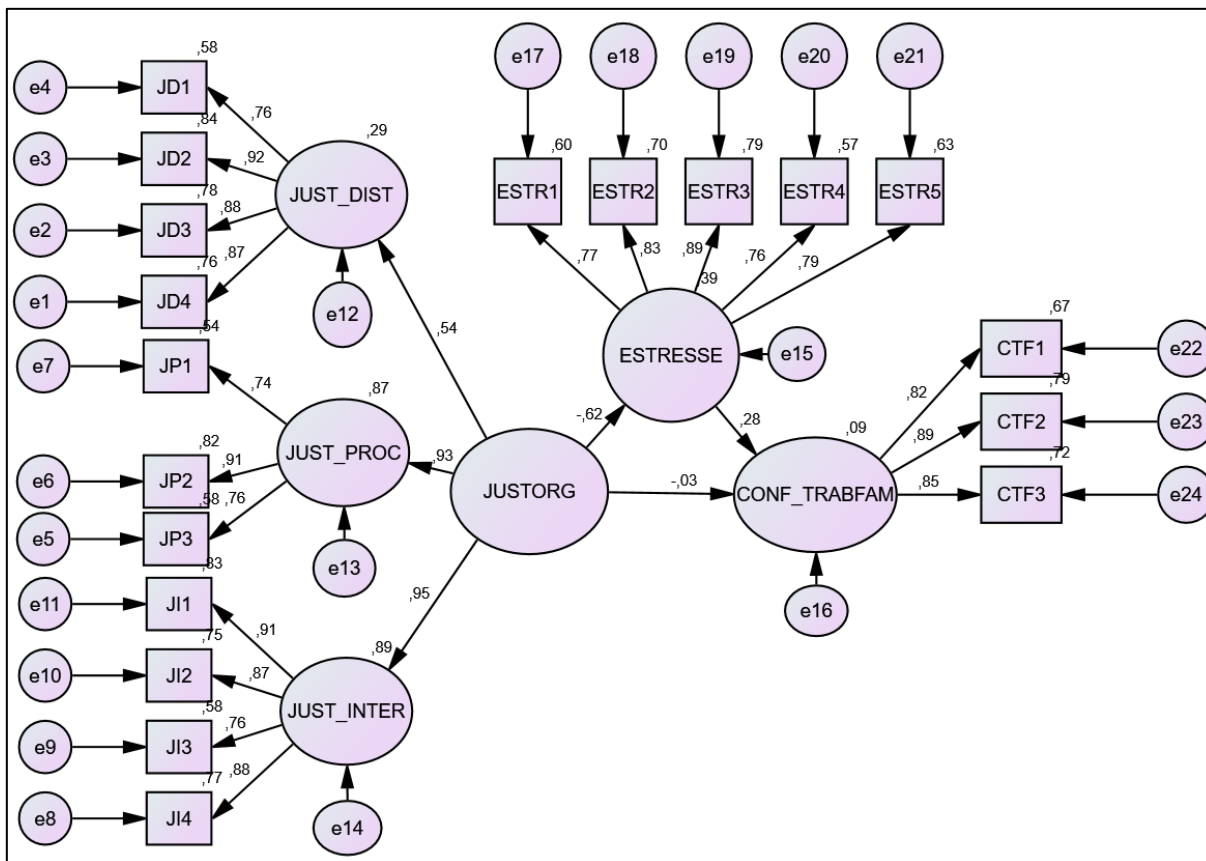 e4
,58
JD1
,76
e3
,84
JD2
,92
e2
,78
JD3
,88
e1
,76
JD4
,87
,29
JUST_DIST
e12
e7
,54
JP1
,74
e6
,82
JP2
,91
e5
,58
JP3
,76
,87
JUST_PROC
e13
e11
,83
JI1
,91
e10
,75
JI2
,87
e9
,58
JI3
,76
e8
,77
JI4
,88
,89
JUST_INTER
e14
,54
,93
,95
JUSTORG
-,62
-,03
e17
e18
e19
e20
e21
,60
,70
,79
,57
,63
ESTR1
ESTR2
ESTR3
ESTR4
ESTR5
,77
,83
,89
,76
,79
,39
ESTRESSE
e15
,28
,09
CONF_TRABFAM
e16
,67
CTF1
,82
e22
,79
CTF2
,89
e23
,72
CTF3
,85
e24